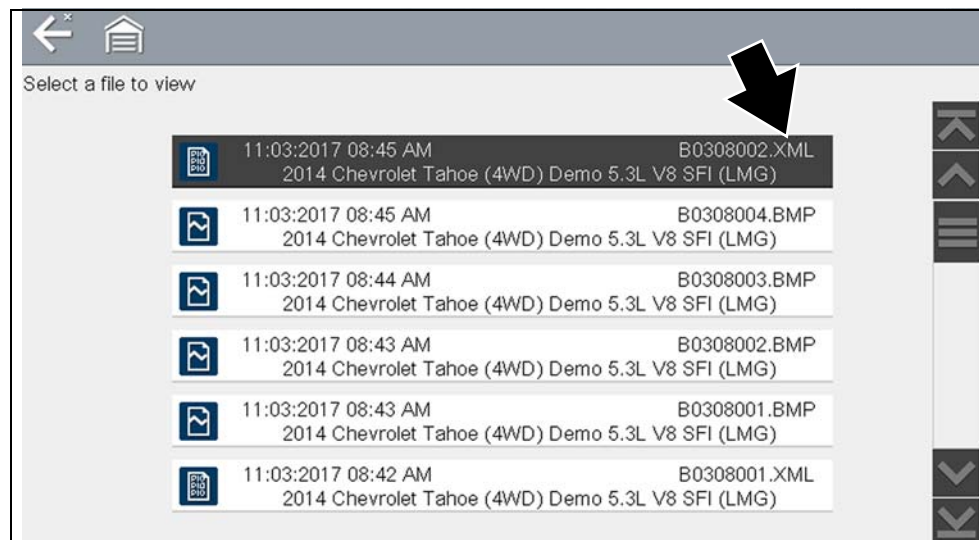 Select a file to view
11:03:2017 08:45 AM B0308002.XML
2014 Chevrolet Tahoe (4WD) Demo 5.3L V8 SFI (LMG)
11:03:2017 08:45 AM B0308004.BMP
2014 Chevrolet Tahoe (4WD) Demo 5.3L V8 SFI (LMG)
11:03:2017 08:44 AM B0308003.BMP
2014 Chevrolet Tahoe (4WD) Demo 5.3L V8 SFI (LMG)
11:03:2017 08:43 AM B0308002.BMP
2014 Chevrolet Tahoe (4WD) Demo 5.3L V8 SFI (LMG)
11:03:2017 08:43 AM B0308001.BMP
2014 Chevrolet Tahoe (4WD) Demo 5.3L V8 SFI (LMG)
11:03:2017 08:42 AM B0308001.XML
2014 Chevrolet Tahoe (4WD) Demo 5.3L V8 SFI (LMG)